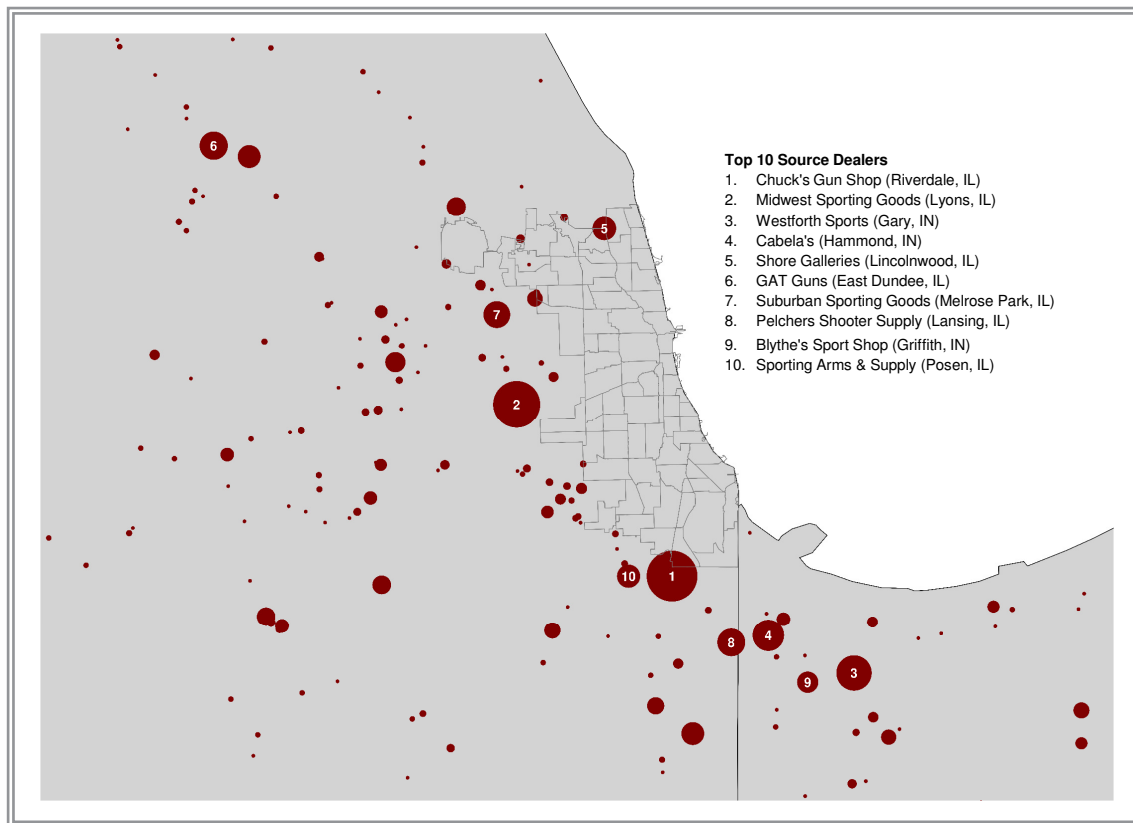 6
5
7
2
10
1
8
4
9
3
Top 10 Source Dealers
1. Chuck's Gun Shop (Riverdale, IL)
2. Midwest Sporting Goods (Lyons, IL)
3. Westforth Sports (Gary, IN)
4. Cabela's (Hammond, IN)
5. Shore Galleries (Lincolnwood, IL)
6. GAT Guns (East Dundee, IL)
7. Suburban Sporting Goods (Melrose Park, IL)
8. Pelchers Shooter Supply (Lansing, IL)
9. Blythe's Sport Shop (Griffith, IN)
10. Sporting Arms & Supply (Posen, IL)